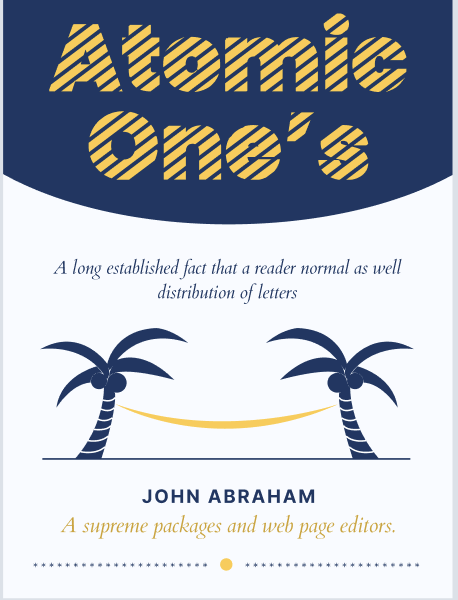 Atomic
One's
A long established fact that a reader normal as well
distribution of letters
JOHN ABRAHAM
A supreme packages and web page editors.